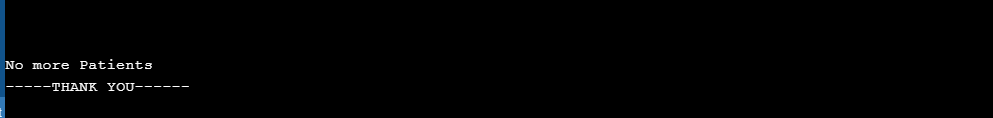 No more Patients
-----THANK YOU------